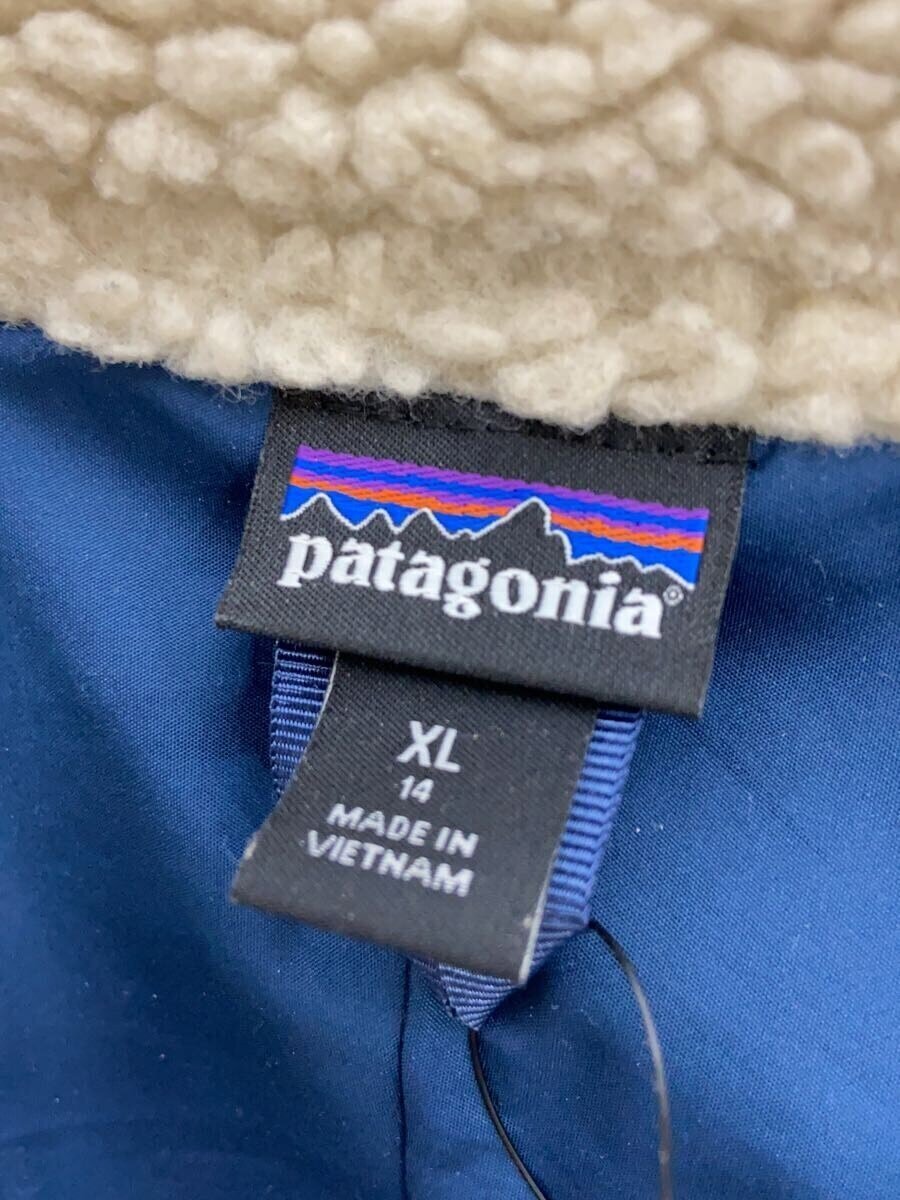 patagonia®
XL
14
MADE IN
VIETNAM